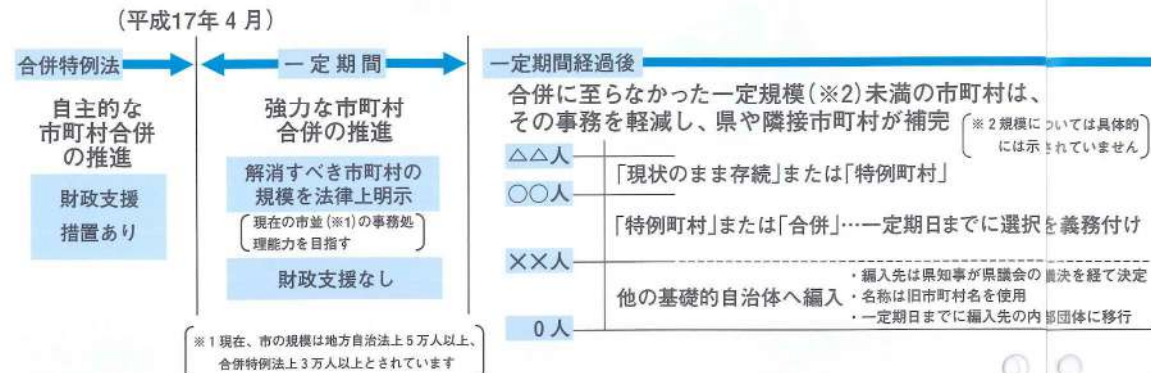 (平成17年4月)
合併特例法
自主的な
市町村合併
の推進
財政支援
措置あり
一定期間
強力な市町村
合併の推進
解消すべき市町村の
規模を法律上明示
現在の市並(※1)の事務処
理能力を目指す
財政支援なし
※1現在、市の規模は地方自治法上5万人以上、
合併特例法上3万人以上とされています
一定期間経過後
合併に至らなかった一定規模(※2)未満の市町村は、
その事務を軽減し、県や隣接市町村が補完
※2規模については具体的
には示されていません
△△人
「現状のまま存続」または「特例町村」
○○人
「特例町村」または「合併」…一定期日までに選択を義務付け
××人
他の基礎的自治体へ編入
・編入先は県知事が県議会の議決を経て決定
・名称は旧市町村名を使用
・一定期日までに編入先の内部団体に移行
0人